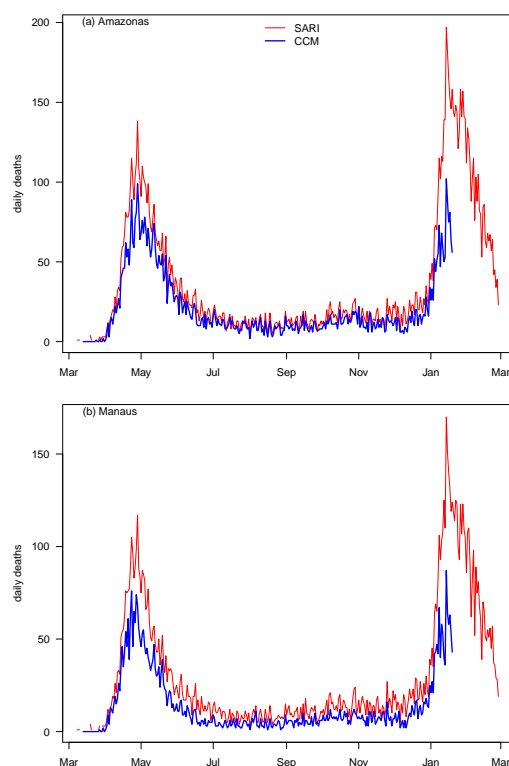 (a) Amazonas
SARI
CCM
daily deaths
200
150
100
50
0
Mar
May
Jul
Sep
Nov
Jan
Mar
(b) Manaus
daily deaths
150
100
50
0
Mar
May
Jul
Sep
Nov
Jan
Mar